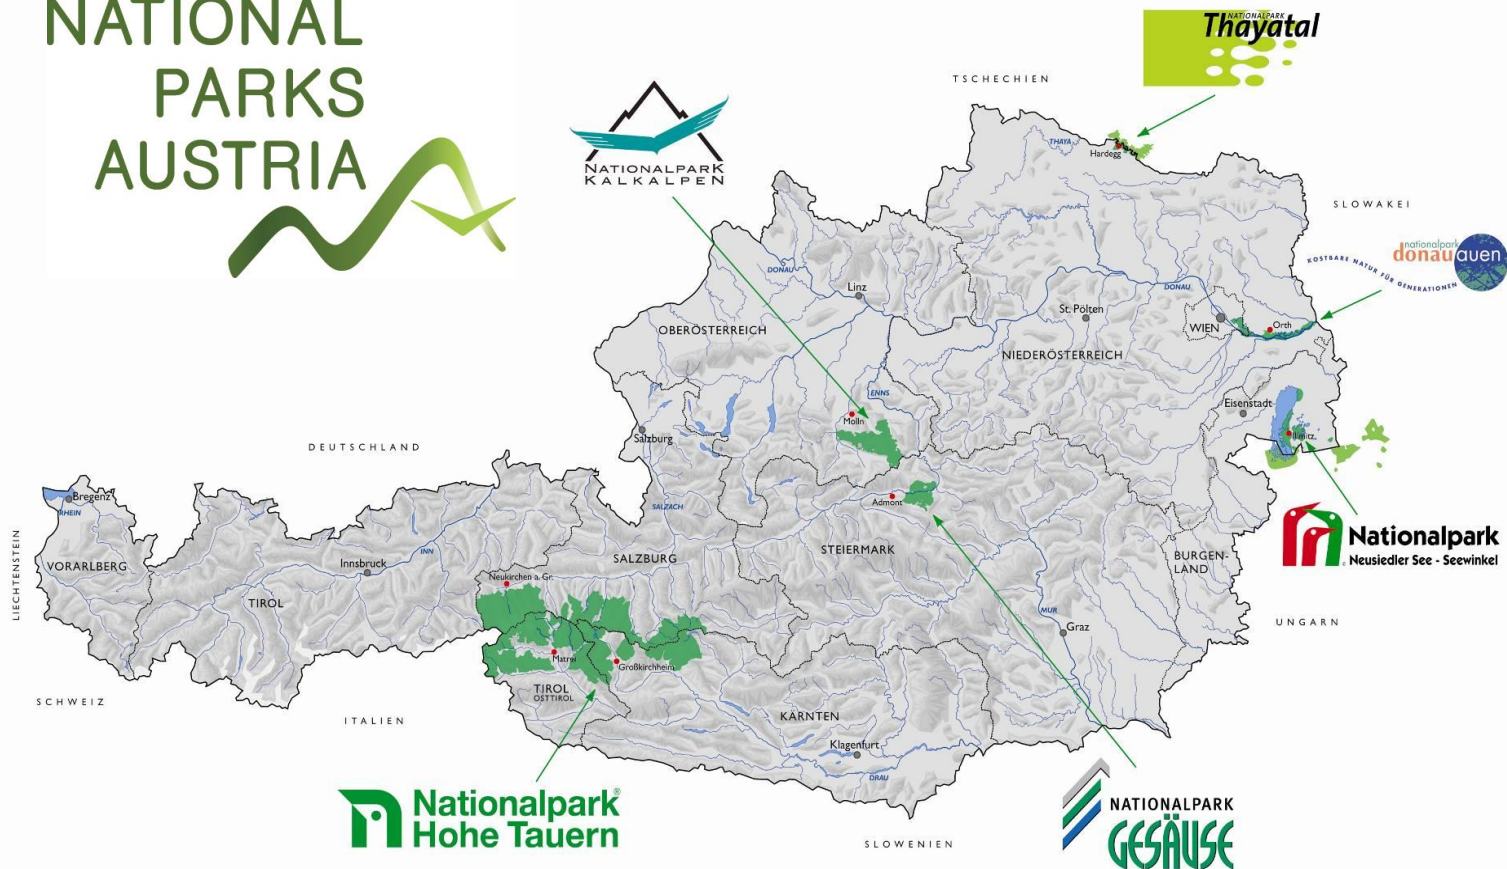 NATIONAL
PARKS
AUSTRIA
NATIONALPARK
Thayatal
TSCHECHIEN
NATIONALPARK
KALKALPEN
THAYA
Hardegg
SLOWAKEI
nationalpark
donauauen
KOSTBARE NATUR FÜR GENERATIONEN
DONAU
Linz
DONAU
St. Pölten
WIEN
Orth
OBERÖSTERREICH
NIEDERÖSTERREICH
ENNS
Molln
Eisenstadt
Illmitz
Salzburg
DEUTSCHLAND
Bregenz
RHEIN
Admont
SALZACH
Nationalpark
Neusiedler See - Seewinkel
LIECHTENSTEIN
VORARLBERG
Innsbruck
INN
SALZBURG
STEIERMARK
BURGEN-
LAND
Neukirchen a. Gr.
TIROL
MUR
Graz
UNGARN
Matrei
Großkirchheim
TIROL
OSTTIROL
SCHWEIZ
ITALIEN
KÄRNTEN
Klagenfurt
DRAU
Nationalpark®
Hohe Tauern
NATIONALPARK
GESÄUSE
SLOWENIEN